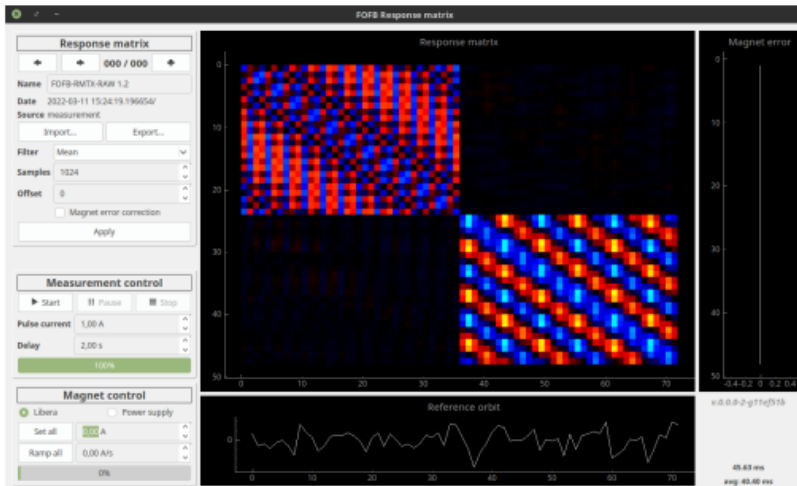 FOFB Response matrix
Response matrix
000 / 000
Name FOFB-RMTX-RAW 1.2
Date 2022-03-11 15:24:19.196654/
Source measurement
Import... Export...
Filter Mean
Samples 1024
Offset 0
Magnet error correction
Apply
Measurement control
Start Pause Stop
Pulse current 1,00 A
Delay 2,00 s
100%
Magnet control
Libera Power supply
Set all 0,00 A
Ramp all 0,00 A/s
0%
Response matrix
0
10
20
30
40
50
0 10 20 30 40 50 60 70
Magnet error
0
10
20
30
40
50
-0.4 -0.2 0 0.2 0.4
Reference orbit
0
0 10 20 30 40 50 60 70
45.63 ms
avg: 40.40 ms